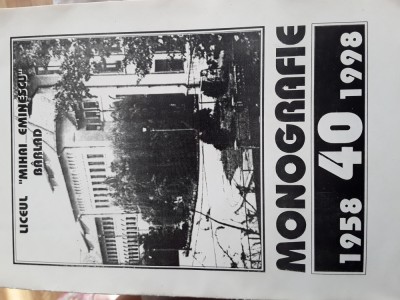 LICEUL "MIHAI EMINESCU"
BÂRLAD
MONOGRAFIE
1958 40 1998